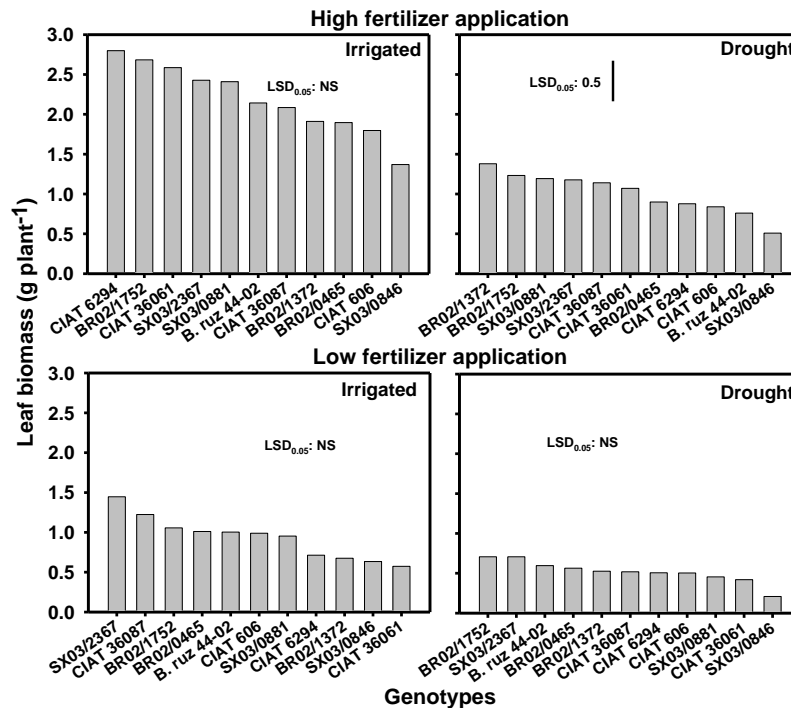 High fertilizer application
Leaf biomass (g plant-1)
3.0
2.5
2.0
1.5
1.0
0.5
0.0
Irrigated
LSD0.05: NS
CIAT 6294
BR02/1752
CIAT 36061
SX03/2367
SX03/0881
B. ruz 44-02
CIAT 36087
BR02/1372
BR02/0465
CIAT 606
SX03/0846
Drought
LSD0.05: 0.5
BR02/1372
BR02/1752
SX03/0881
SX03/2367
CIAT 36087
CIAT 36061
BR02/0465
CIAT 6294
CIAT 606
B. ruz 44-02
SX03/0846
Low fertilizer application
3.0
2.5
2.0
1.5
1.0
0.5
0.0
Irrigated
LSD0.05: NS
SX03/2367
CIAT 36087
BR02/1752
BR02/0465
B. ruz 44-02
CIAT 606
SX03/0881
CIAT 6294
BR02/1372
SX03/0846
CIAT 36061
Drought
LSD0.05: NS
BR02/1752
SX03/2367
B. ruz 44-02
BR02/0465
BR02/1372
CIAT 36087
CIAT 6294
CIAT 606
SX03/0881
CIAT 36061
SX03/0846
Genotypes